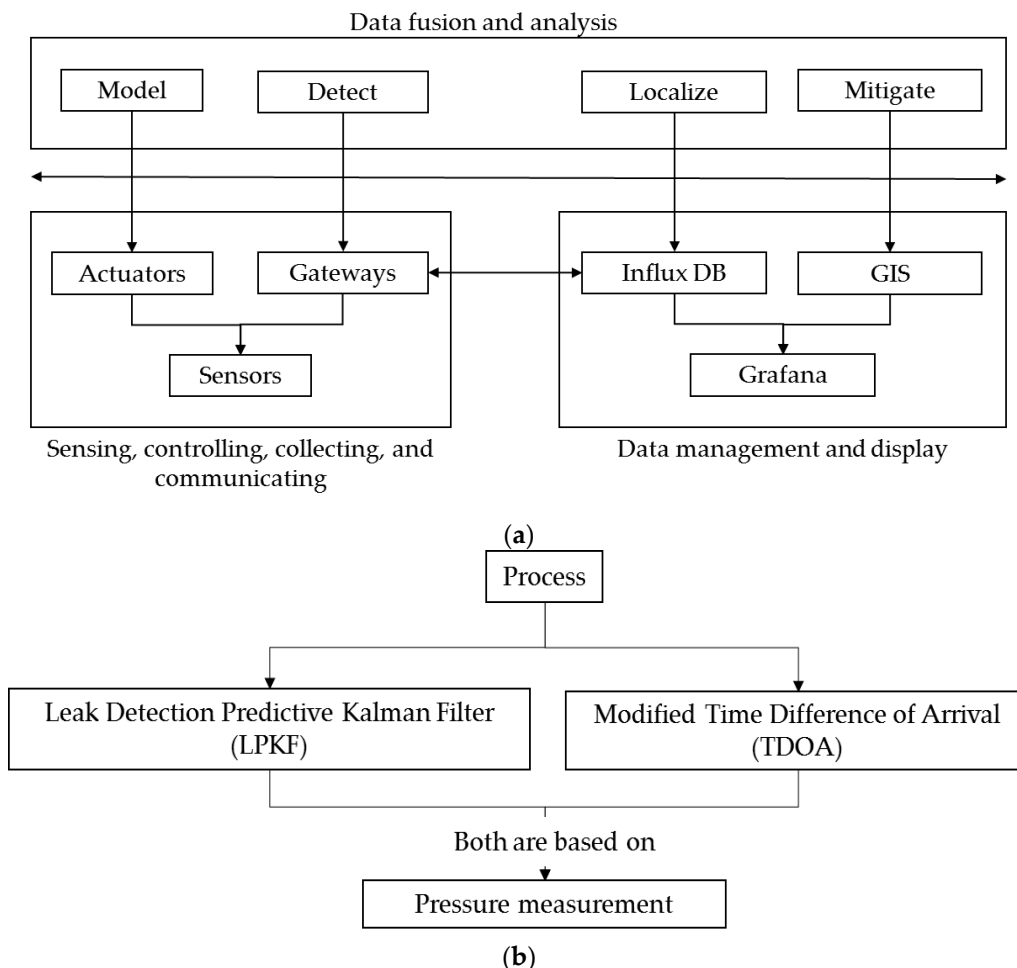 Data fusion and analysis
Model
Detect
Localize
Mitigate
Actuators
Gateways
Influx DB
GIS
Sensors
Grafana
Sensing, controlling, collecting, and
communicating
Data management and display
(a)
Process
Leak Detection Predictive Kalman Filter
(LPKF)
Modified Time Difference of Arrival
(TDOA)
Both are based on
Pressure measurement
(b)